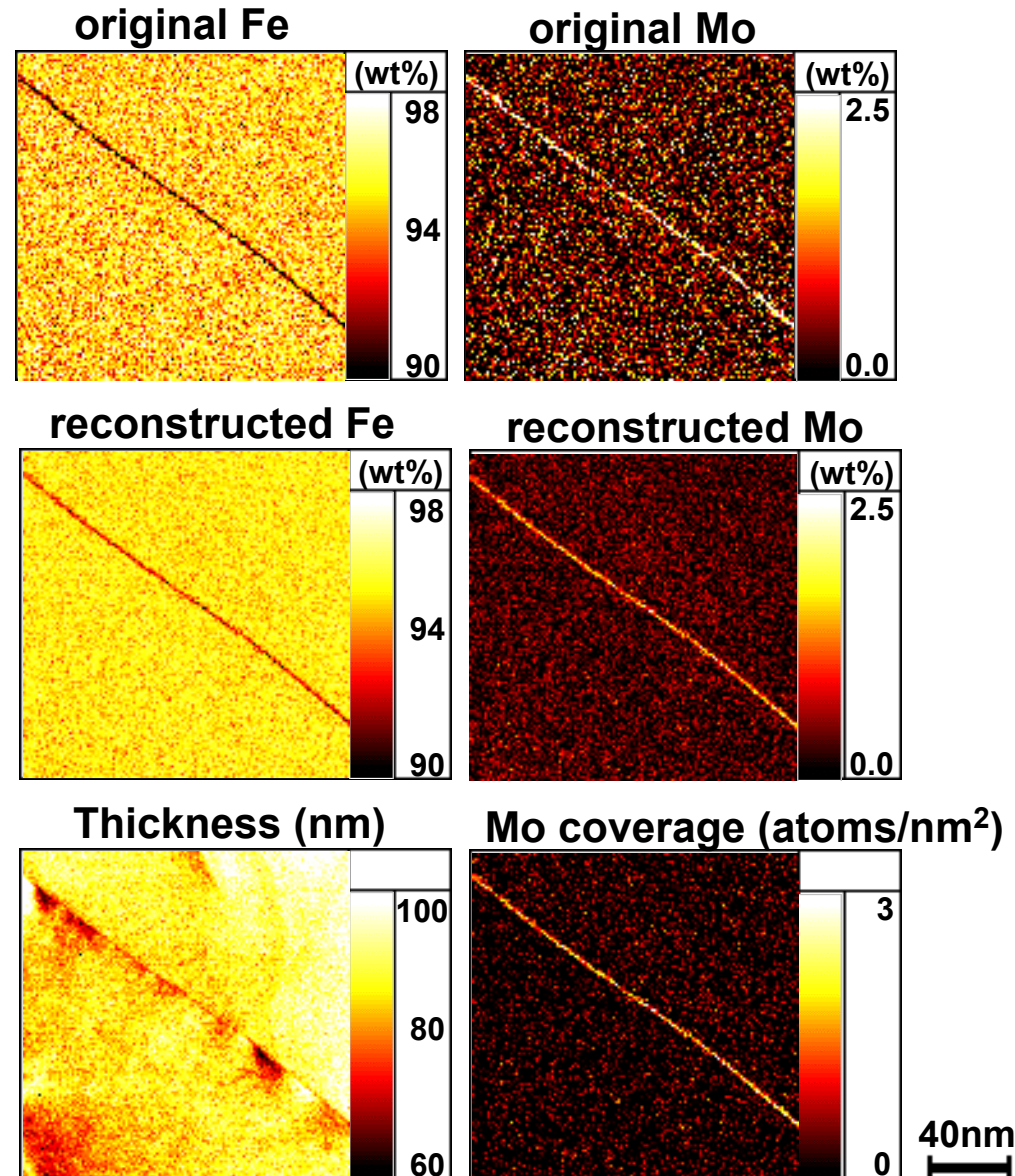 original Fe
original Mo
(wt%)
98
94
90
(wt%)
2.5
0.0
reconstructed Fe
reconstructed Mo
(wt%)
98
94
90
(wt%)
2.5
0.0
Thickness (nm)
Mo coverage (atoms/nm²)
100
80
60
3
0
40nm